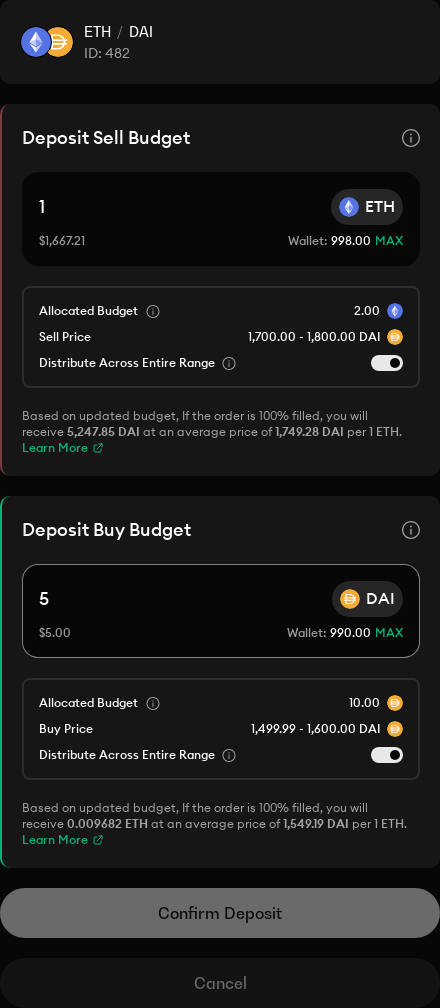 ETH / DAI
ID: 482
Deposit Sell Budget
1
ETH
$1,667.21
Wallet: 998.00 MAX
Allocated Budget
2.00
Sell Price
1,700.00 - 1,800.00 DAI
Distribute Across Entire Range
Based on updated budget, If the order is 100% filled, you will
receive 5,247.85 DAI at an average price of 1,749.28 DAI per 1 ETH.
Learn More
Deposit Buy Budget
5
DAI
$5.00
Wallet: 990.00 MAX
Allocated Budget
10.00
Buy Price
1,499.99 - 1,600.00 DAI
Distribute Across Entire Range
Based on updated budget, If the order is 100% filled, you will
receive 0.009682 ETH at an average price of 1,549.19 DAI per 1 ETH.
Learn More
Confirm Deposit
Cancel